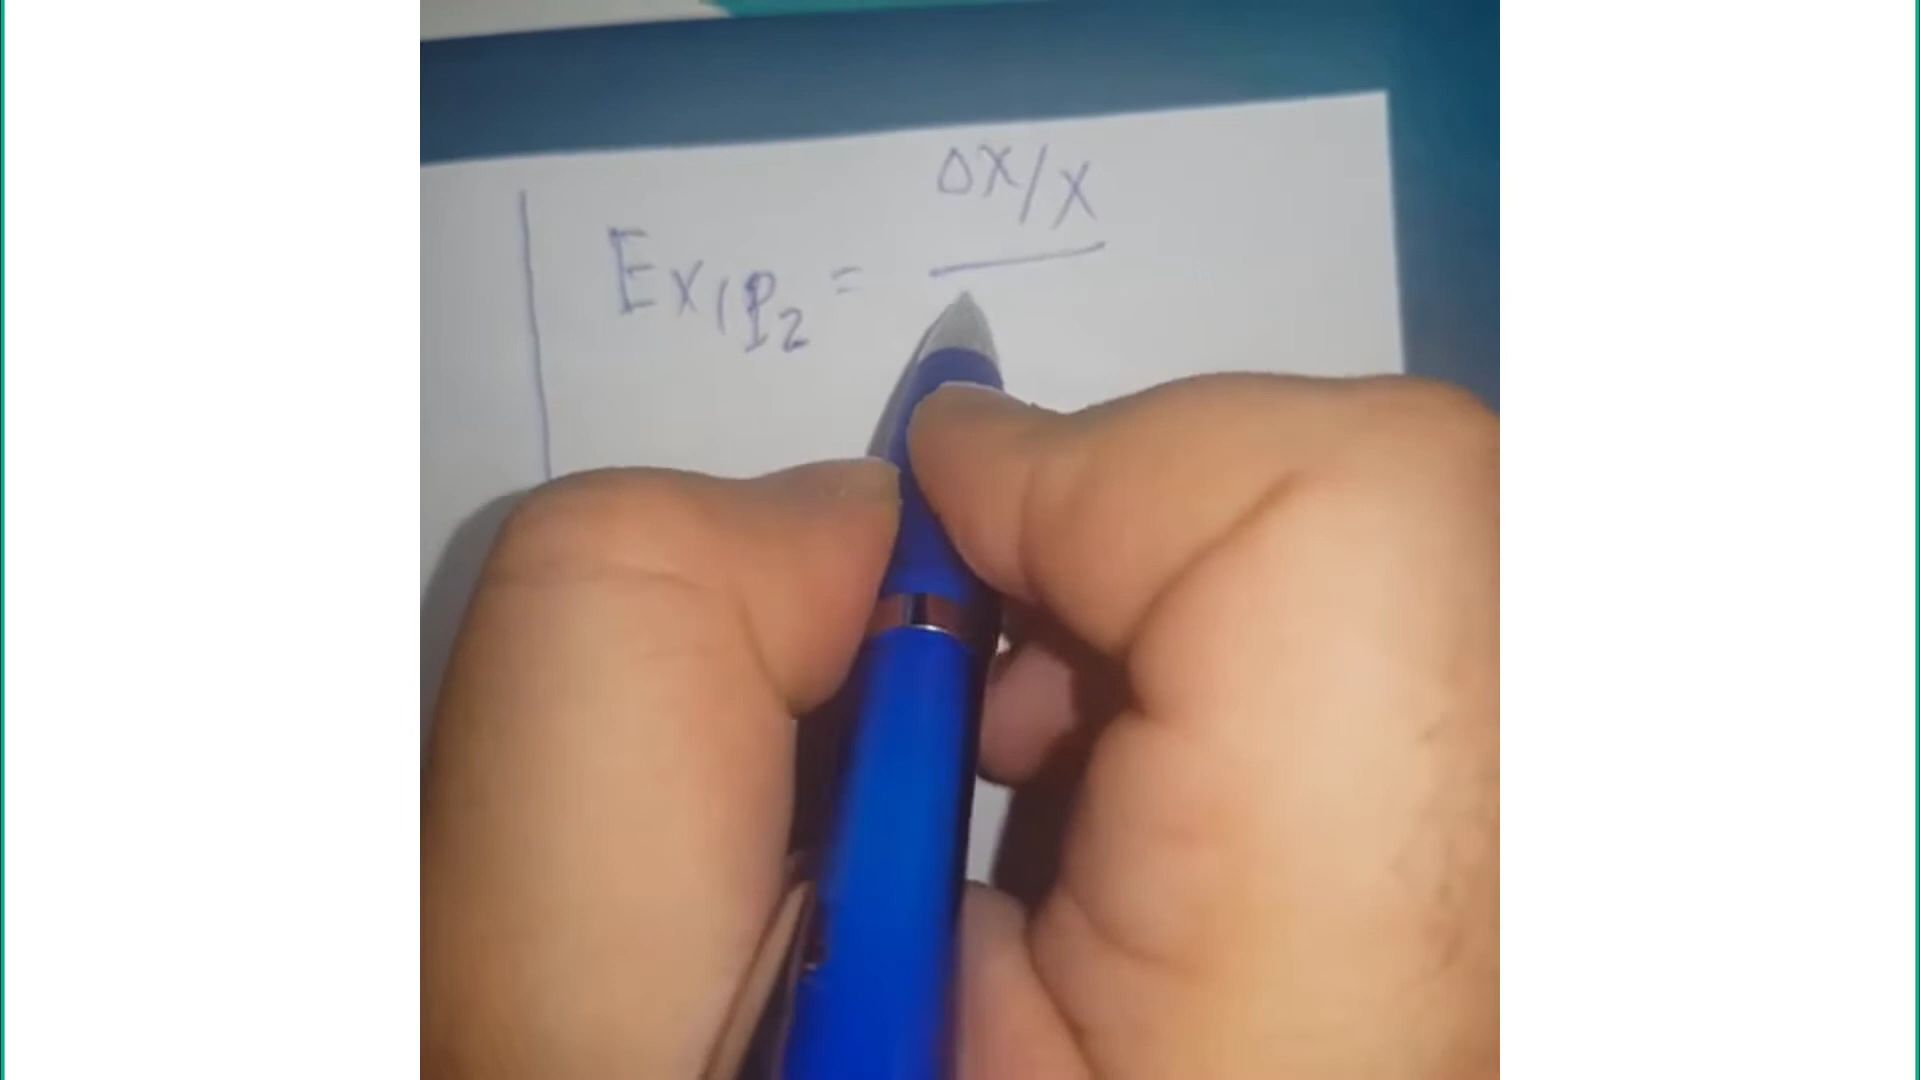 Ex,P₂ = ΔX/X